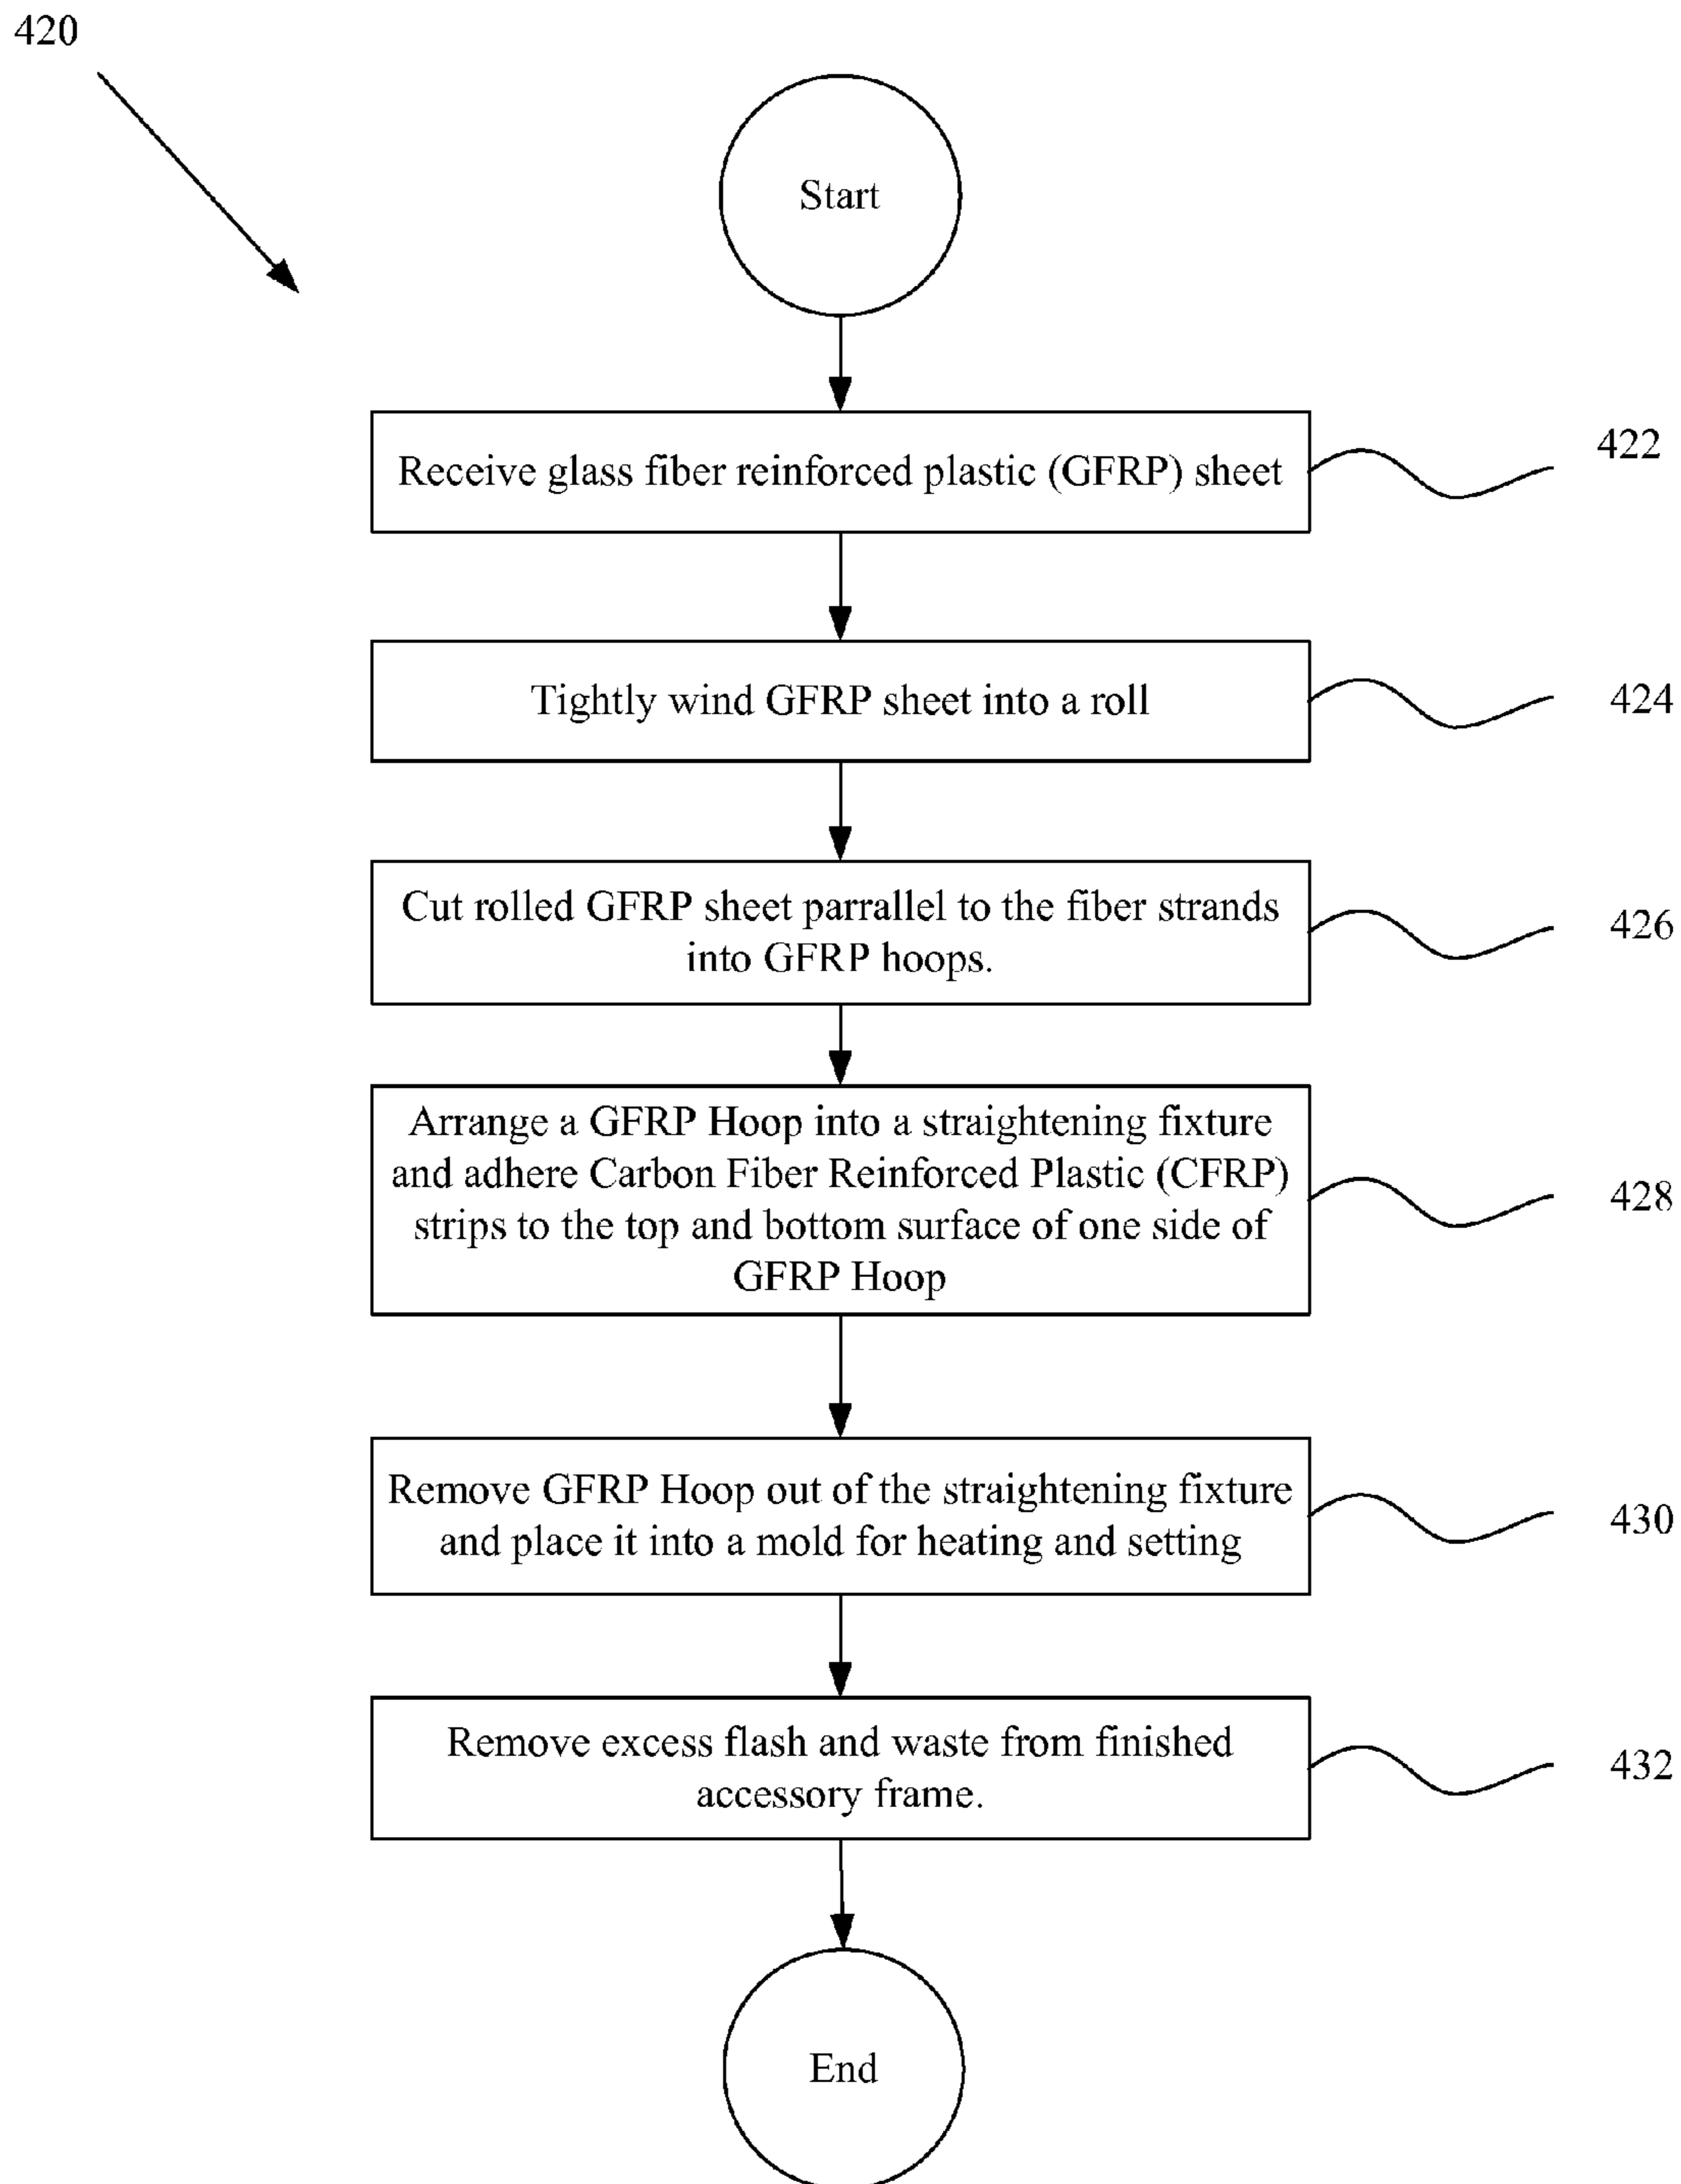 420
Start
Receive glass fiber reinforced plastic (GFRP) sheet
422
Tightly wind GFRP sheet into a roll
424
Cut rolled GFRP sheet parrallel to the fiber strands
into GFRP hoops.
426
Arrange a GFRP Hoop into a straightening fixture
and adhere Carbon Fiber Reinforced Plastic (CFRP)
strips to the top and bottom surface of one side of
GFRP Hoop
428
Remove GFRP Hoop out of the straightening fixture
and place it into a mold for heating and setting
430
Remove excess flash and waste from finished
accessory frame.
432
End